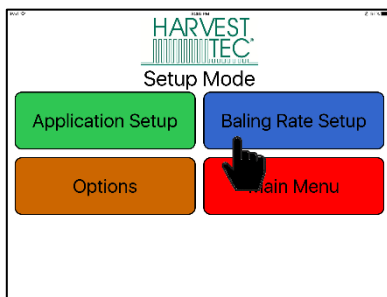 HARVEST
TEC
Setup Mode
Application Setup
Baling Rate Setup
Options
Main Menu